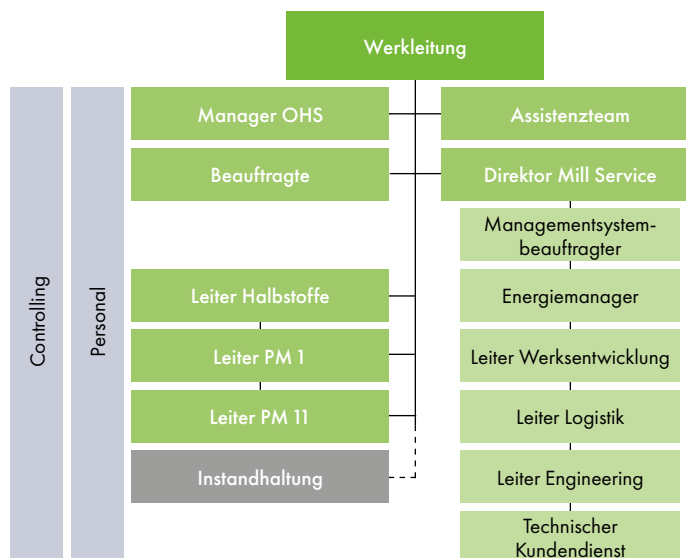 Werkleitung
Controlling
Personal
Manager OHS
Assistenzteam
Beauftragte
Direktor Mill Service
Managementsystem-
beauftragter
Leiter Halbstoffe
Energiemanager
Leiter PM 1
Leiter Werksentwicklung
Leiter PM 11
Leiter Logistik
Instandhaltung
Leiter Engineering
Technischer
Kundendienst